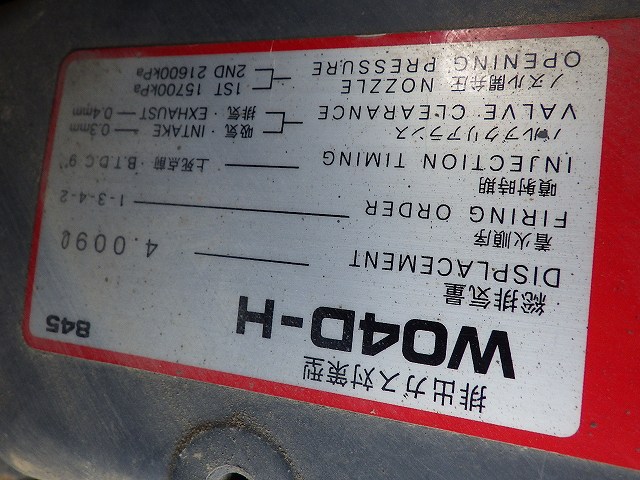 排出ガス対策型
W04D-H
845
総排気量
DISPLACEMENT 4.009ℓ
着火順序
FIRING ORDER 1-3-4-2
噴射時期
INJECTION TIMING 上死点前 B.T.D.C 9°
バルブクリアランス
VALVE CLEARANCE
吸気・INTAKE 0.3mm
排気・EXHAUST 0.4mm
ノズル開弁圧 NOZZLE
OPENING PRESSURE
1ST 15700kPa
2ND 21600kPa